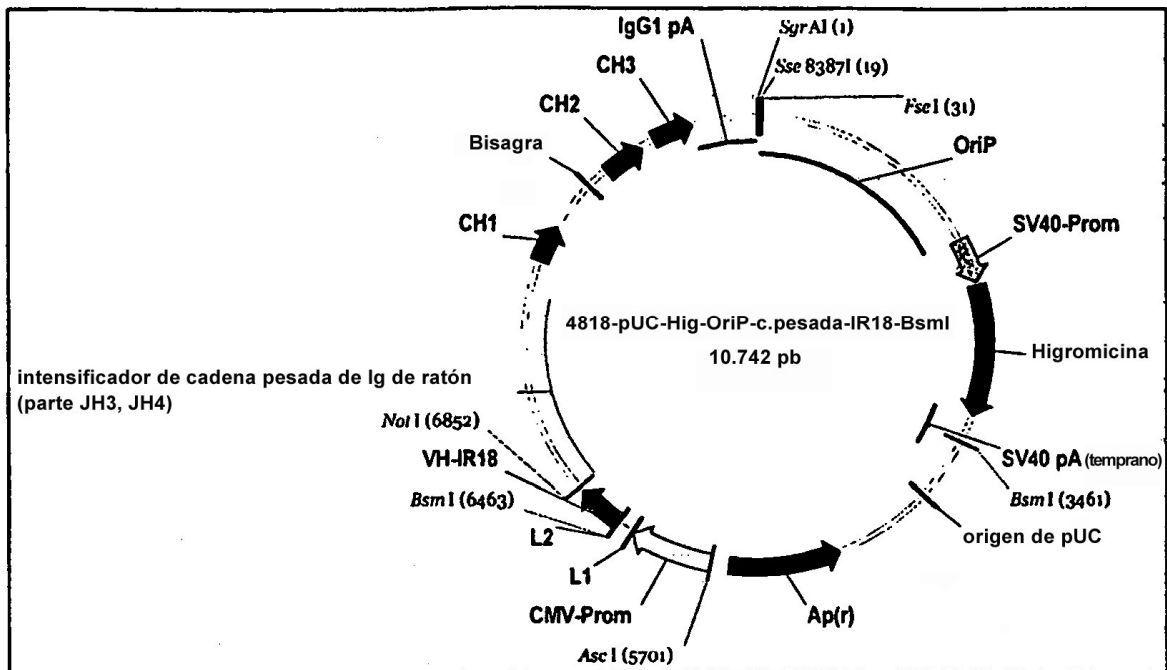 IgG1 pA
SgrAI (1)
Sse 8387I (19)
FseI (31)
CH3
CH2
Bisagra
OriP
CH1
SV40-Prom
4818-pUC-Hig-OriP-c.pesada-IR18-BsmI
10.742 pb
Higromicina
intensificador de cadena pesada de Ig de ratón
(parte JH3, JH4)
NotI (6852)
VH-IR18
BsmI (6463)
SV40 pA (temprano)
BsmI (3461)
L2
origen de pUC
L1
CMV-Prom
Ap(r)
AscI (5701)